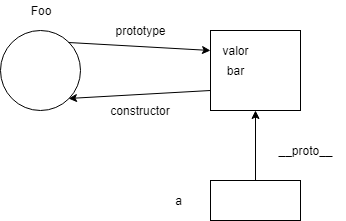 Foo
prototype
valor
bar
constructor
__proto__
a